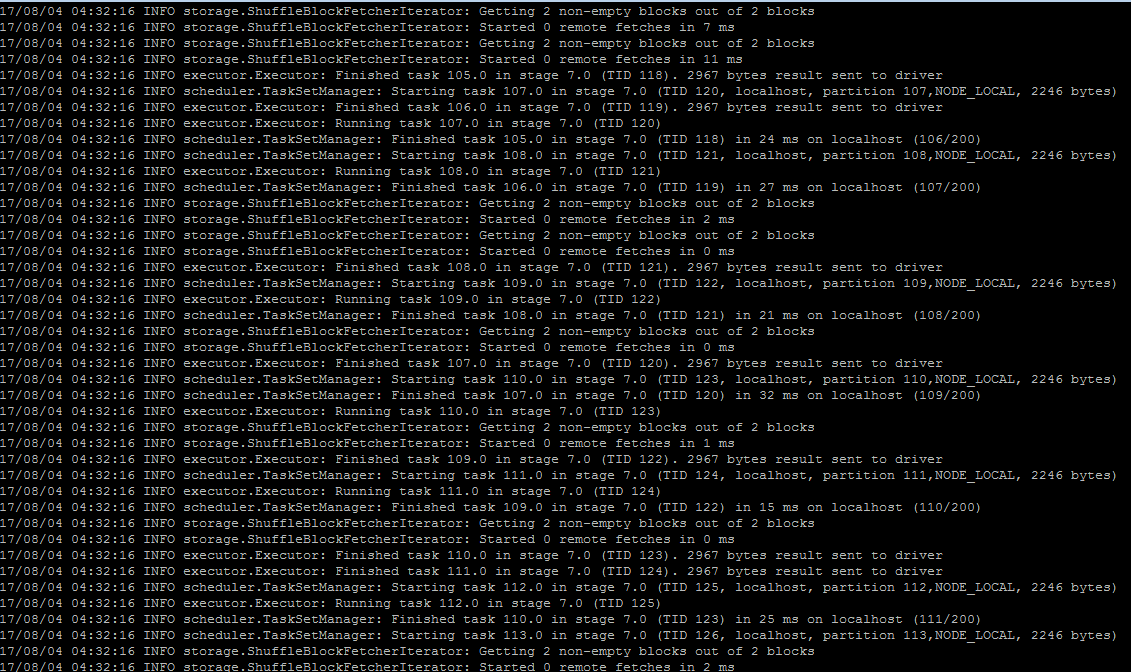 17/08/04 04:32:16 INFO storage.ShuffleBlockFetcherIterator: Getting 2 non-empty blocks out of 2 blocks
17/08/04 04:32:16 INFO storage.ShuffleBlockFetcherIterator: Started 0 remote fetches in 7 ms
17/08/04 04:32:16 INFO storage.ShuffleBlockFetcherIterator: Getting 2 non-empty blocks out of 2 blocks
17/08/04 04:32:16 INFO storage.ShuffleBlockFetcherIterator: Started 0 remote fetches in 11 ms
17/08/04 04:32:16 INFO executor.Executor: Finished task 105.0 in stage 7.0 (TID 118). 2967 bytes result sent to driver
17/08/04 04:32:16 INFO scheduler.TaskSetManager: Starting task 107.0 in stage 7.0 (TID 120, localhost, partition 107,NODE_LOCAL, 2246 bytes)
17/08/04 04:32:16 INFO executor.Executor: Finished task 106.0 in stage 7.0 (TID 119). 2967 bytes result sent to driver
17/08/04 04:32:16 INFO executor.Executor: Running task 107.0 in stage 7.0 (TID 120)
17/08/04 04:32:16 INFO scheduler.TaskSetManager: Finished task 105.0 in stage 7.0 (TID 118) in 24 ms on localhost (106/200)
17/08/04 04:32:16 INFO scheduler.TaskSetManager: Starting task 108.0 in stage 7.0 (TID 121, localhost, partition 108,NODE_LOCAL, 2246 bytes)
17/08/04 04:32:16 INFO executor.Executor: Running task 108.0 in stage 7.0 (TID 121)
17/08/04 04:32:16 INFO scheduler.TaskSetManager: Finished task 106.0 in stage 7.0 (TID 119) in 27 ms on localhost (107/200)
17/08/04 04:32:16 INFO storage.ShuffleBlockFetcherIterator: Getting 2 non-empty blocks out of 2 blocks
17/08/04 04:32:16 INFO storage.ShuffleBlockFetcherIterator: Started 0 remote fetches in 2 ms
17/08/04 04:32:16 INFO storage.ShuffleBlockFetcherIterator: Getting 2 non-empty blocks out of 2 blocks
17/08/04 04:32:16 INFO storage.ShuffleBlockFetcherIterator: Started 0 remote fetches in 0 ms
17/08/04 04:32:16 INFO executor.Executor: Finished task 108.0 in stage 7.0 (TID 121). 2967 bytes result sent to driver
17/08/04 04:32:16 INFO scheduler.TaskSetManager: Starting task 109.0 in stage 7.0 (TID 122, localhost, partition 109,NODE_LOCAL, 2246 bytes)
17/08/04 04:32:16 INFO executor.Executor: Running task 109.0 in stage 7.0 (TID 122)
17/08/04 04:32:16 INFO scheduler.TaskSetManager: Finished task 108.0 in stage 7.0 (TID 121) in 21 ms on localhost (108/200)
17/08/04 04:32:16 INFO storage.ShuffleBlockFetcherIterator: Getting 2 non-empty blocks out of 2 blocks
17/08/04 04:32:16 INFO storage.ShuffleBlockFetcherIterator: Started 0 remote fetches in 0 ms
17/08/04 04:32:16 INFO executor.Executor: Finished task 107.0 in stage 7.0 (TID 120). 2967 bytes result sent to driver
17/08/04 04:32:16 INFO scheduler.TaskSetManager: Starting task 110.0 in stage 7.0 (TID 123, localhost, partition 110,NODE_LOCAL, 2246 bytes)
17/08/04 04:32:16 INFO scheduler.TaskSetManager: Finished task 107.0 in stage 7.0 (TID 120) in 32 ms on localhost (109/200)
17/08/04 04:32:16 INFO executor.Executor: Running task 110.0 in stage 7.0 (TID 123)
17/08/04 04:32:16 INFO storage.ShuffleBlockFetcherIterator: Getting 2 non-empty blocks out of 2 blocks
17/08/04 04:32:16 INFO storage.ShuffleBlockFetcherIterator: Started 0 remote fetches in 1 ms
17/08/04 04:32:16 INFO executor.Executor: Finished task 109.0 in stage 7.0 (TID 122). 2967 bytes result sent to driver
17/08/04 04:32:16 INFO scheduler.TaskSetManager: Starting task 111.0 in stage 7.0 (TID 124, localhost, partition 111,NODE_LOCAL, 2246 bytes)
17/08/04 04:32:16 INFO executor.Executor: Running task 111.0 in stage 7.0 (TID 124)
17/08/04 04:32:16 INFO scheduler.TaskSetManager: Finished task 109.0 in stage 7.0 (TID 122) in 15 ms on localhost (110/200)
17/08/04 04:32:16 INFO storage.ShuffleBlockFetcherIterator: Getting 2 non-empty blocks out of 2 blocks
17/08/04 04:32:16 INFO storage.ShuffleBlockFetcherIterator: Started 0 remote fetches in 0 ms
17/08/04 04:32:16 INFO executor.Executor: Finished task 110.0 in stage 7.0 (TID 123). 2967 bytes result sent to driver
17/08/04 04:32:16 INFO executor.Executor: Finished task 111.0 in stage 7.0 (TID 124). 2967 bytes result sent to driver
17/08/04 04:32:16 INFO scheduler.TaskSetManager: Starting task 112.0 in stage 7.0 (TID 125, localhost, partition 112,NODE_LOCAL, 2246 bytes)
17/08/04 04:32:16 INFO executor.Executor: Running task 112.0 in stage 7.0 (TID 125)
17/08/04 04:32:16 INFO scheduler.TaskSetManager: Finished task 110.0 in stage 7.0 (TID 123) in 25 ms on localhost (111/200)
17/08/04 04:32:16 INFO scheduler.TaskSetManager: Starting task 113.0 in stage 7.0 (TID 126, localhost, partition 113,NODE_LOCAL, 2246 bytes)
17/08/04 04:32:16 INFO storage.ShuffleBlockFetcherIterator: Getting 2 non-empty blocks out of 2 blocks
17/08/04 04:32:16 INFO storage.ShuffleBlockFetcherIterator: Started 0 remote fetches in 2 ms